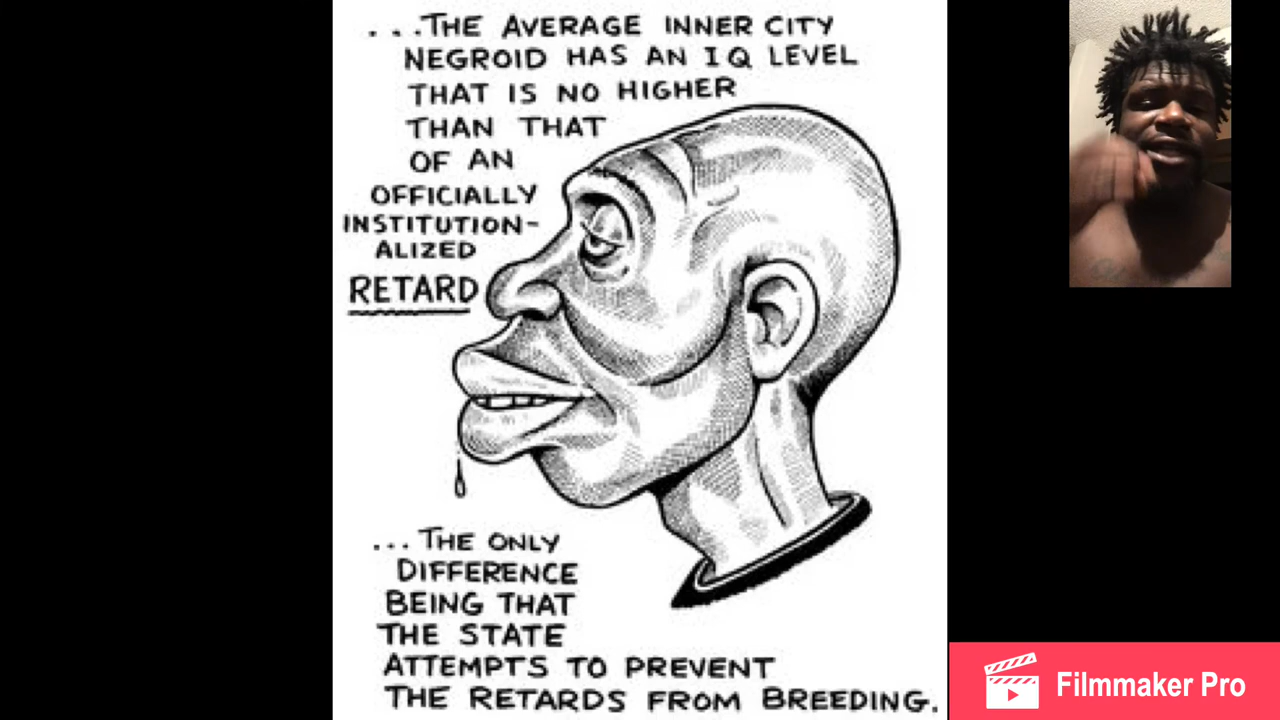 ...THE AVERAGE INNER CITY
NEGROID HAS AN IQ LEVEL
THAT IS NO HIGHER
THAN THAT
OF AN
OFFICIALLY
INSTITUTION-
ALIZED
RETARD
...THE ONLY
DIFFERENCE
BEING THAT
THE STATE
ATTEMPTS TO PREVENT
THE RETARDS FROM BREEDING.
Filmmaker Pro